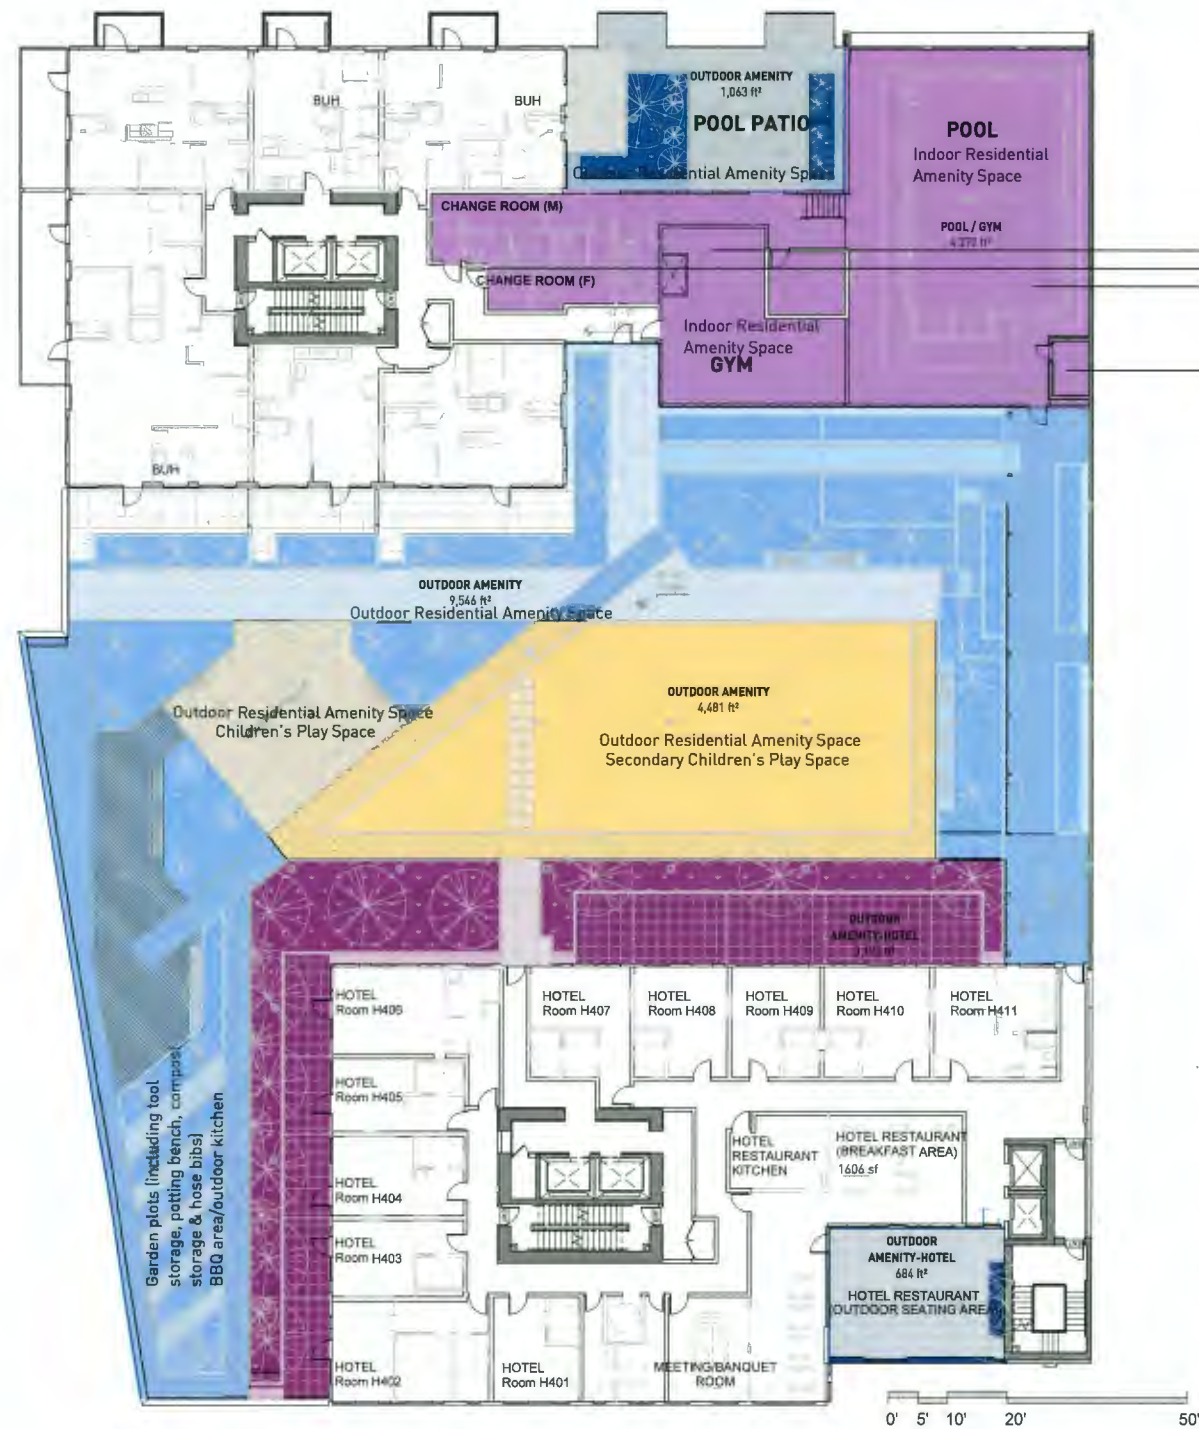 OUTDOOR AMENITY
1,063 ft²
POOL PATIO
Residential Amenity Space
BUH
BUH
POOL
Indoor Residential
Amenity Space
POOL / GYM
CHANGE ROOM (M)
CHANGE ROOM (F)
Indoor Residential
Amenity Space
GYM
BUH
OUTDOOR AMENITY
9,546 ft²
Outdoor Residential Amenity Space
Outdoor Residential Amenity Space
Children's Play Space
OUTDOOR AMENITY
4,481 ft²
Outdoor Residential Amenity Space
Secondary Children's Play Space
OUTDOOR
AMENITY-HOTEL
HOTEL
Room H406
HOTEL
Room H407
HOTEL
Room H408
HOTEL
Room H409
HOTEL
Room H410
HOTEL
Room H411
HOTEL
Room H405
HOTEL
Room H404
HOTEL
Room H403
HOTEL
Room H402
HOTEL
Room H401
HOTEL
RESTAURANT
KITCHEN
HOTEL RESTAURANT
(BREAKFAST AREA)
1606 sf
OUTDOOR
AMENITY-HOTEL
684 ft²
HOTEL RESTAURANT
(OUTDOOR SEATING AREA)
MEETING/BANQUET
ROOM
Garden plots (including tool
storage, potting bench, compost
storage & hose bibs)
BBQ area/outdoor kitchen
0' 5' 10' 20' 50'